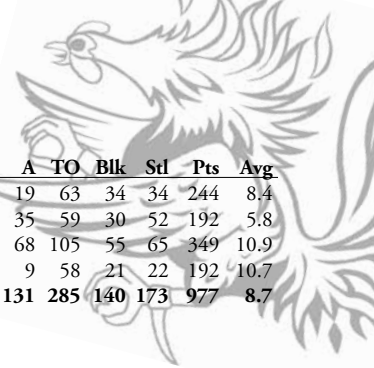 A TO Blk Stl Pts Avg
19 63 34 34 244 8.4
35 59 30 52 192 5.8
68 105 55 65 349 10.9
9 58 21 22 192 10.7
131 285 140 173 977 8.7